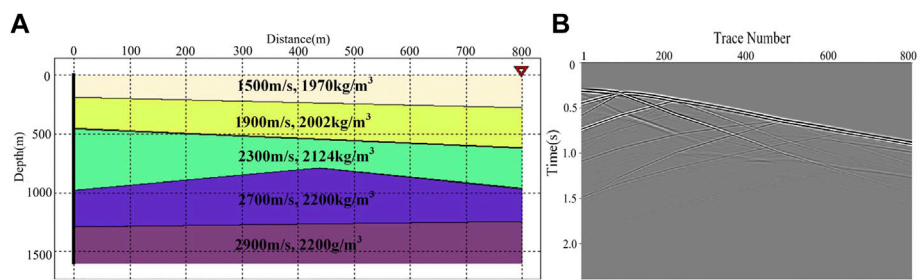 A
Distance(m)
0 100 200 300 400 500 600 700 800
Depth(m)
0
500
1000
1500
1500m/s, 1970kg/m³
1900m/s, 2002kg/m³
2300m/s, 2124kg/m³
2700m/s, 2200kg/m³
2900m/s, 2200g/m³
B
Trace Number
1 200 400 600 800
Time(s)
0
0.5
1.0
1.5
2.0